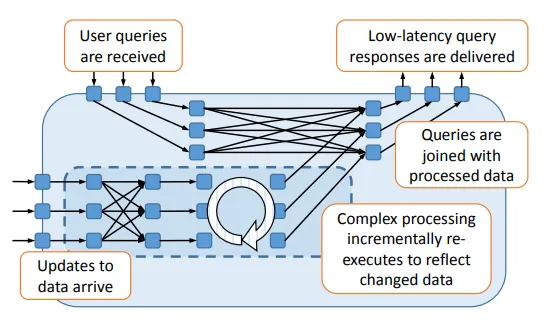 User queries
are received
Low-latency query
responses are delivered
Queries are
joined with
processed data
Updates to
data arrive
Complex processing
incrementally re-
executes to reflect
changed data